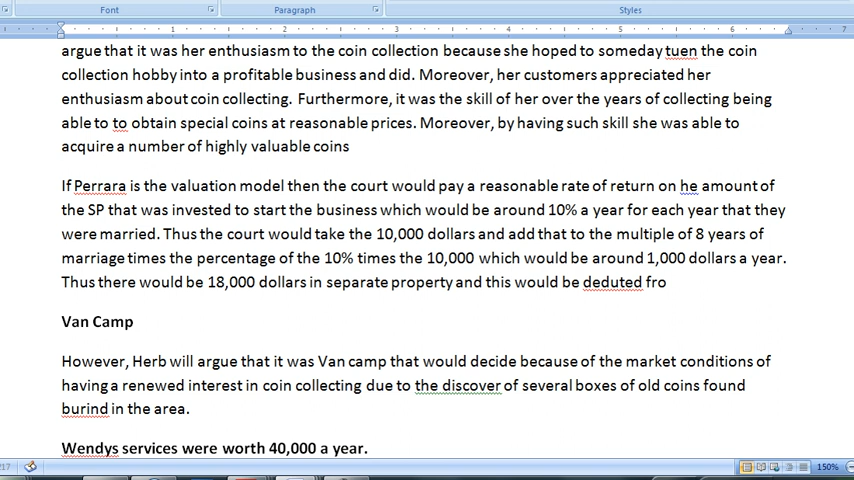 Font Paragraph Styles
1 2 3 4 5 6 7
argue that it was her enthusiasm to the coin collection because she hoped to someday tuen the coin
collection hobby into a profitable business and did. Moreover, her customers appreciated her
enthusiasm about coin collecting. Furthermore, it was the skill of her over the years of collecting being
able to to obtain special coins at reasonable prices. Moreover, by having such skill she was able to
acquire a number of highly valuable coins
If Perrara is the valuation model then the court would pay a reasonable rate of return on he amount of
the SP that was invested to start the business which would be around 10% a year for each year that they
were married. Thus the court would take the 10,000 dollars and add that to the multiple of 8 years of
marriage times the percentage of the 10% times the 10,000 which would be around 1,000 dollars a year.
Thus there would be 18,000 dollars in separate property and this would be deduted fro
Van Camp
However, Herb will argue that it was Van camp that would decide because of the market conditions of
having a renewed interest in coin collecting due to the discover of several boxes of old coins found
burind in the area.
Wendys services were worth 40,000 a year.
217 150%